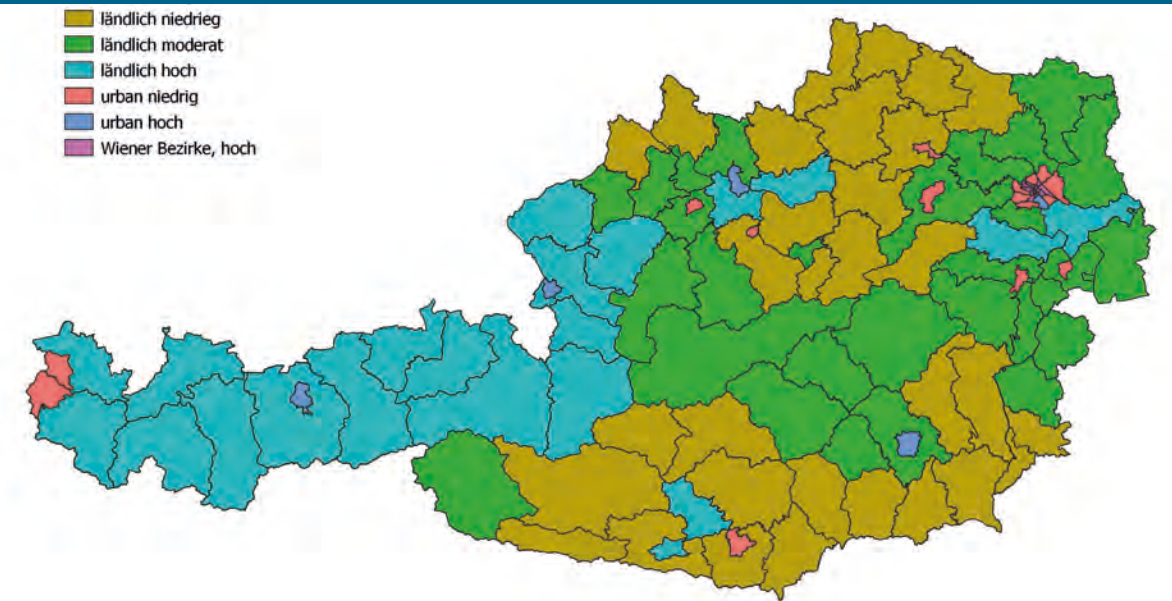 ländlich niedrieg
ländlich moderat
ländlich hoch
urban niedrig
urban hoch
Wiener Bezirke, hoch